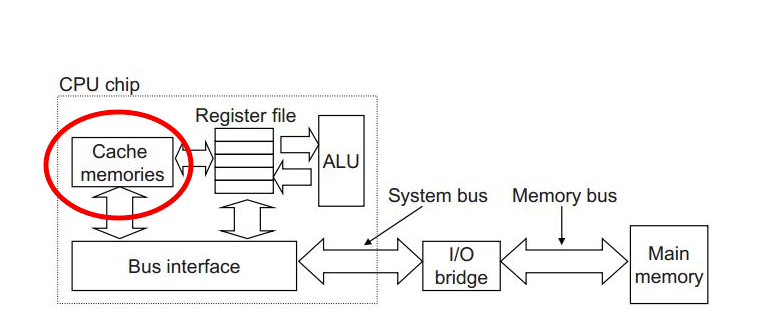 CPU chip
Register file
Cache
memories
ALU
System bus
Memory bus
Bus interface
I/O
bridge
Main
memory